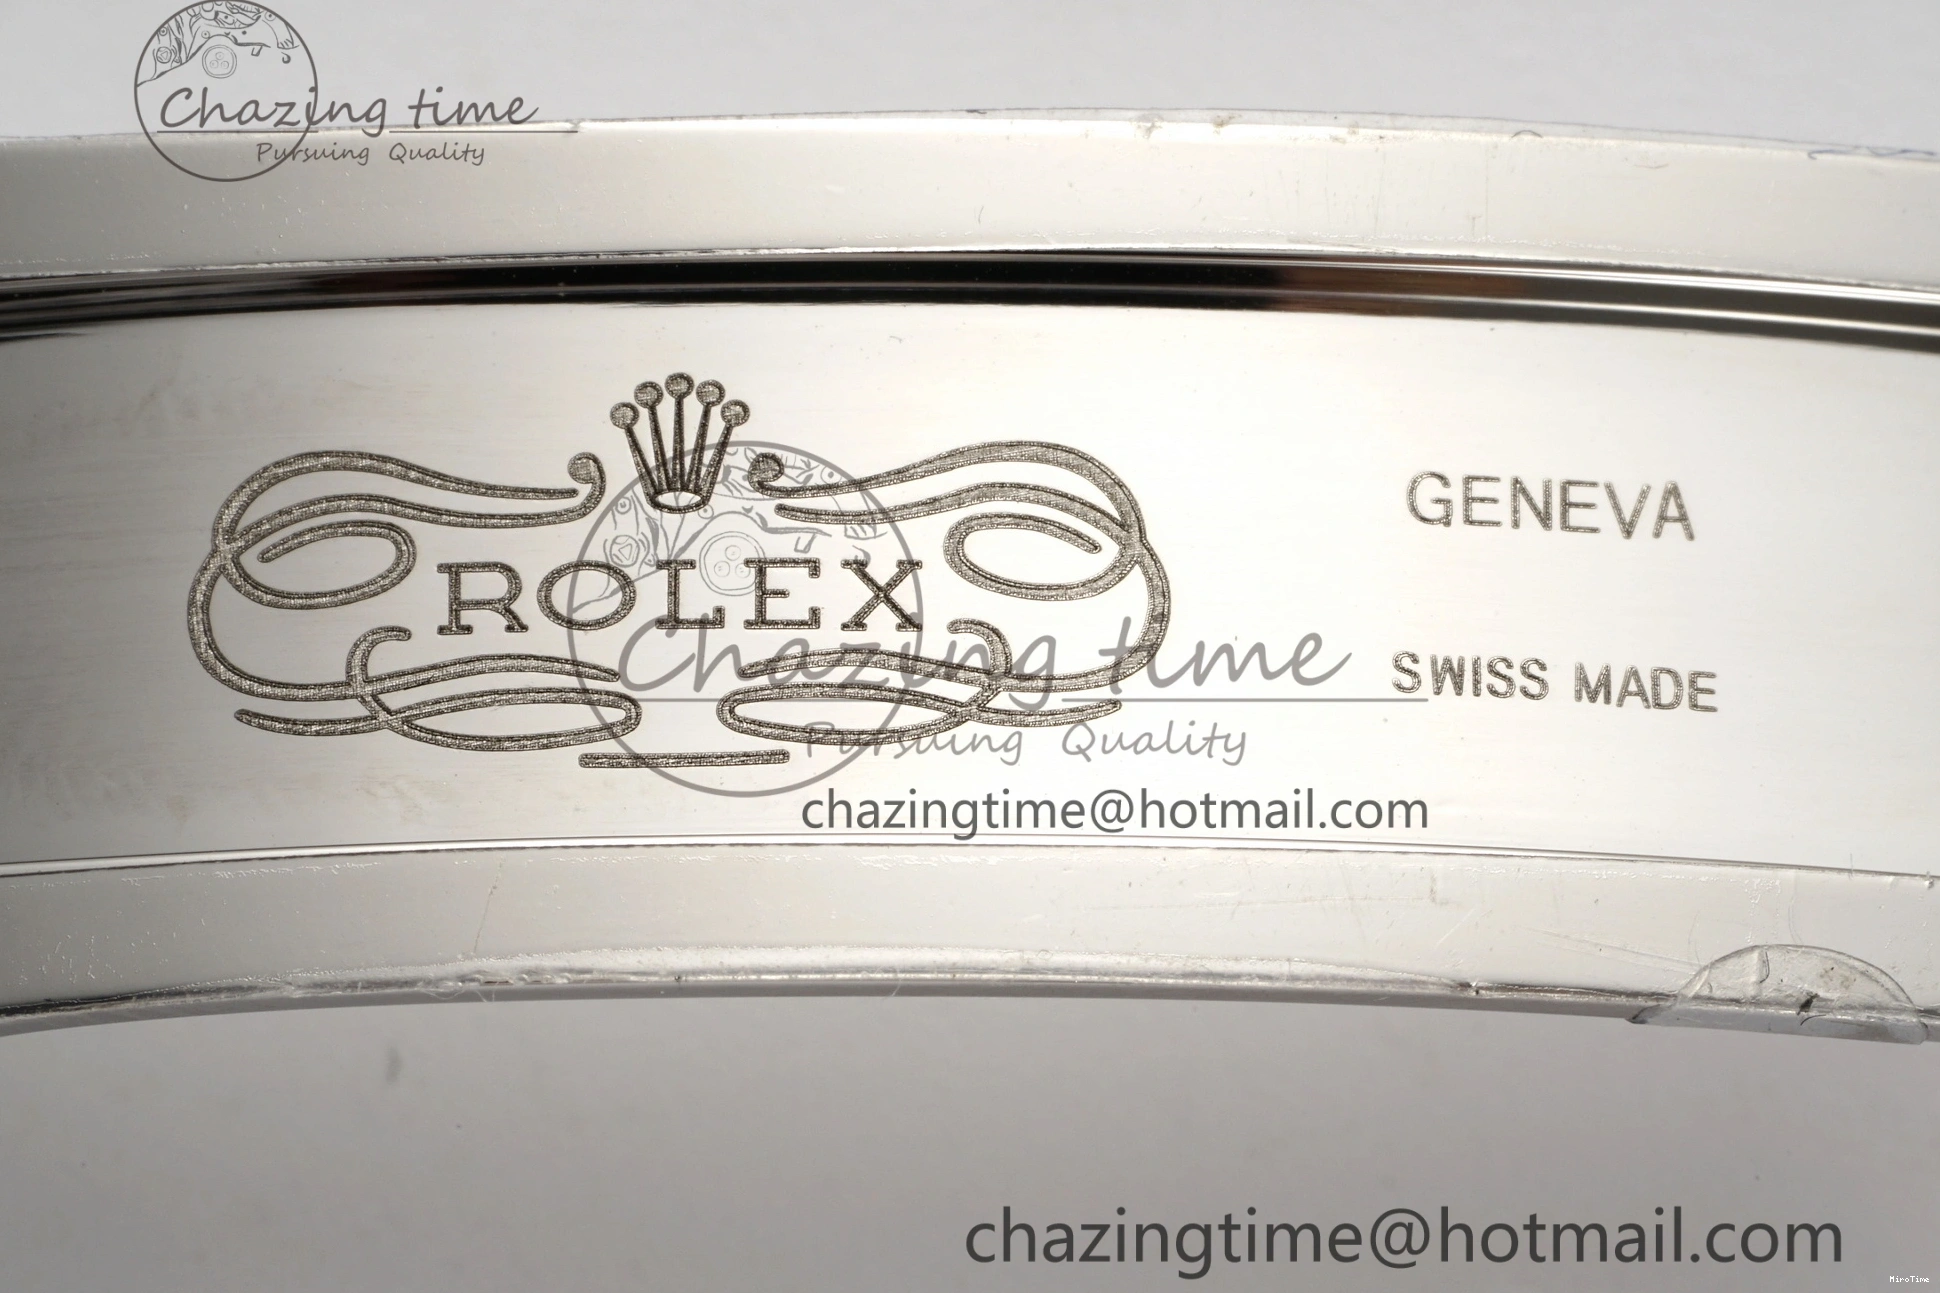 Chazing time
Pursuing Quality
ROLEX
GENEVA
Chazing time
SWISS MADE
Pursuing Quality
chazingtime@hotmail.com
chazingtime@hotmail.com
MiroTime